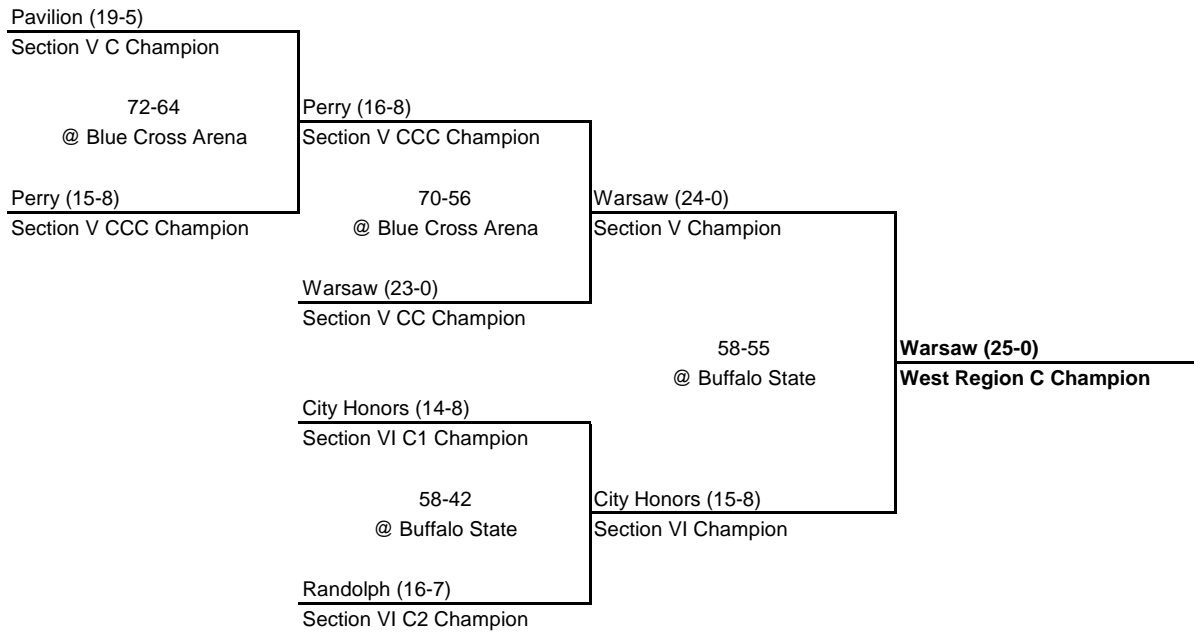 Pavilion (19-5)
Section V C Champion
72-64
@ Blue Cross Arena
Perry (16-8)
Section V CCC Champion
Perry (15-8)
Section V CCC Champion
70-56
@ Blue Cross Arena
Warsaw (24-0)
Section V Champion
Warsaw (23-0)
Section V CC Champion
58-55
@ Buffalo State
Warsaw (25-0)
West Region C Champion
City Honors (14-8)
Section VI C1 Champion
58-42
@ Buffalo State
City Honors (15-8)
Section VI Champion
Randolph (16-7)
Section VI C2 Champion